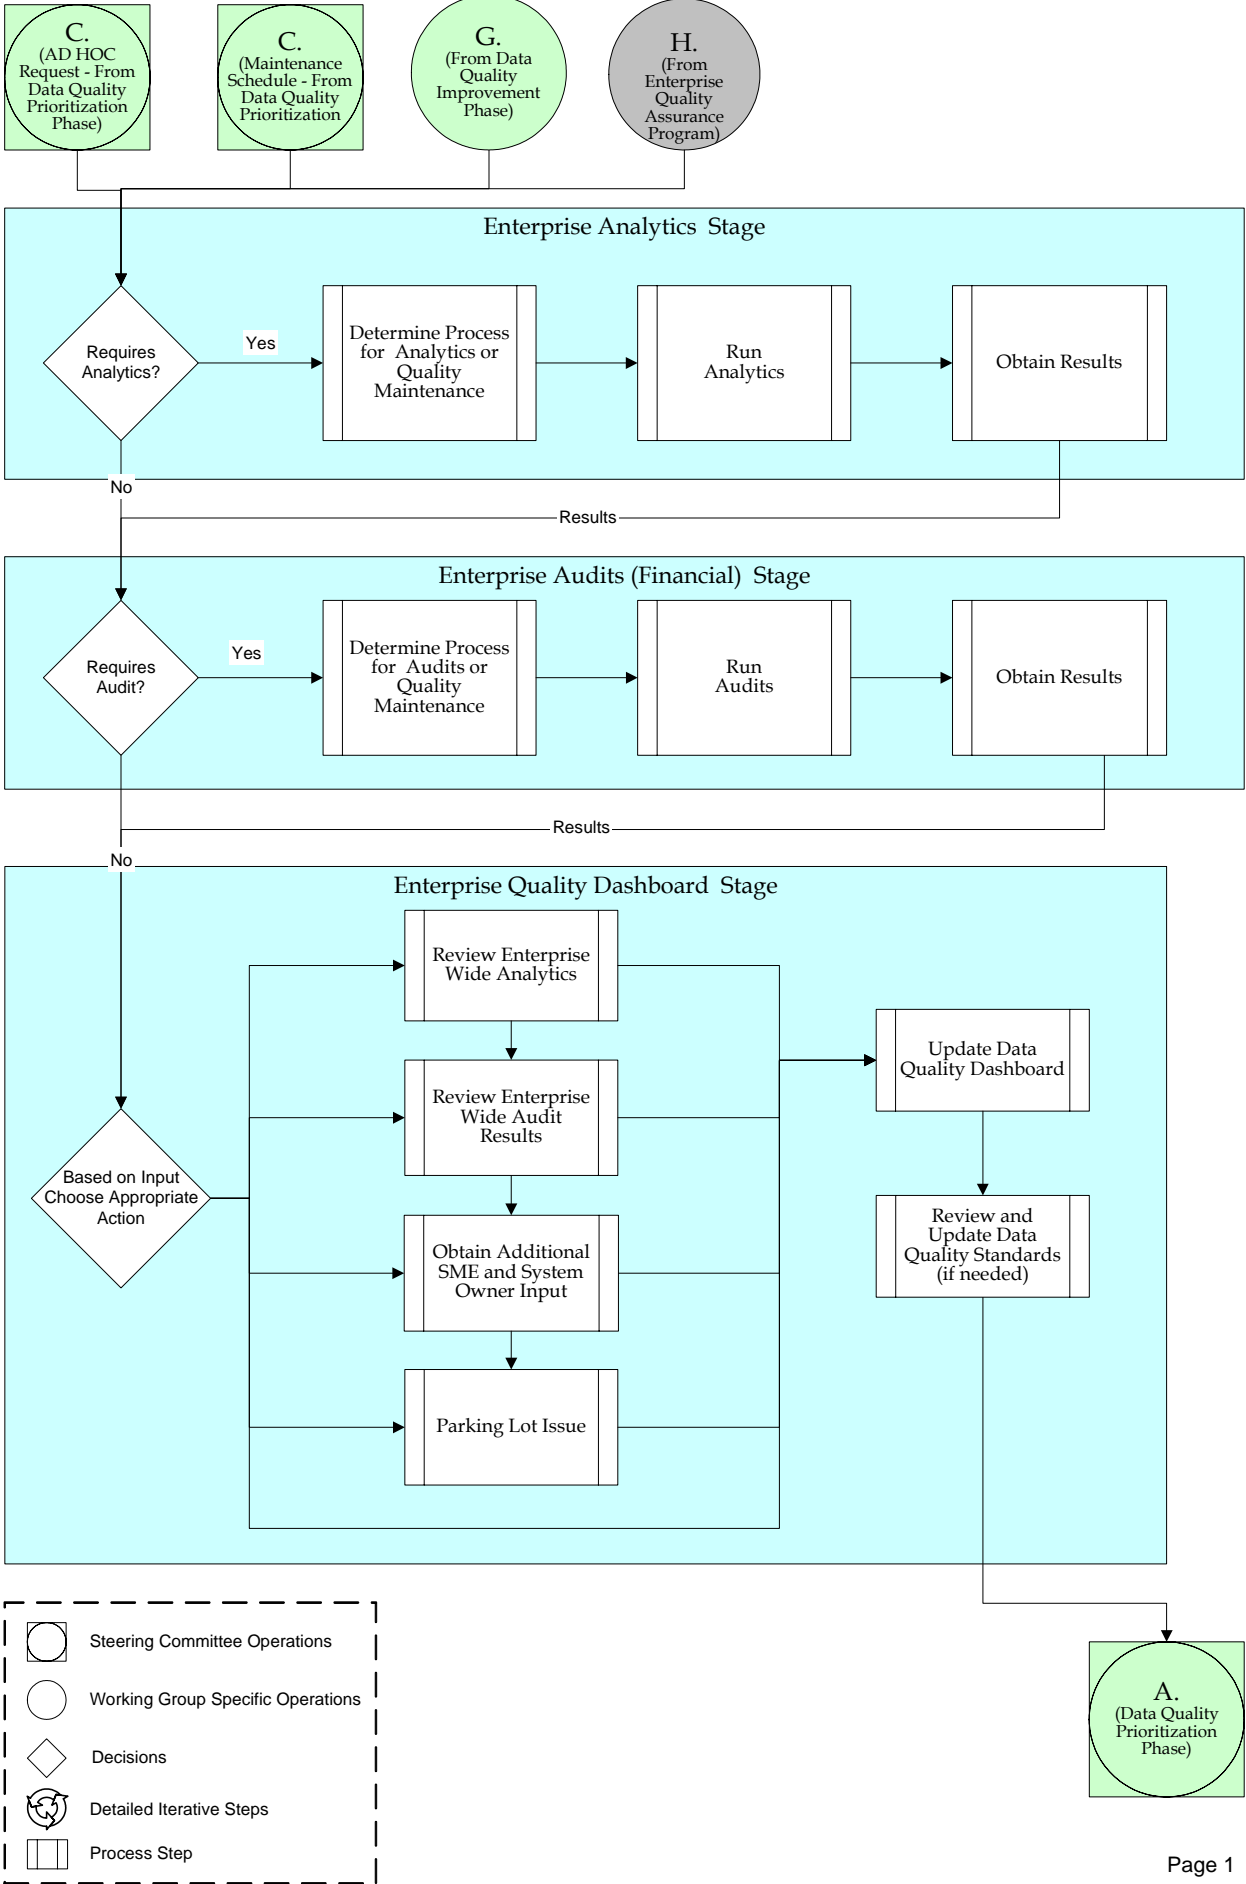 C.
(AD HOC
Request - From
Data Quality
Prioritization
Phase)
C.
(Maintenance
Schedule - From
Data Quality
Prioritization
G.
(From Data
Quality
Improvement
Phase)
H.
(From
Enterprise
Quality
Assurance
Program)
Enterprise Analytics Stage
Requires
Analytics?
Yes
Determine Process
for Analytics or
Quality
Maintenance
Run
Analytics
Obtain Results
No
Results
Enterprise Audits (Financial) Stage
Requires
Audit?
Yes
Determine Process
for Audits or
Quality
Maintenance
Run
Audits
Obtain Results
Results
No
Enterprise Quality Dashboard Stage
Review Enterprise
Wide Analytics
Update Data
Quality Dashboard
Review Enterprise
Wide Audit
Results
Based on Input
Choose Appropriate
Action
Review and
Update Data
Quality Standards
(if needed)
Obtain Additional
SME and System
Owner Input
Parking Lot Issue
Steering Committee Operations
Working Group Specific Operations
Decisions
Detailed Iterative Steps
Process Step
A.
(Data Quality
Prioritization
Phase)
Page 1